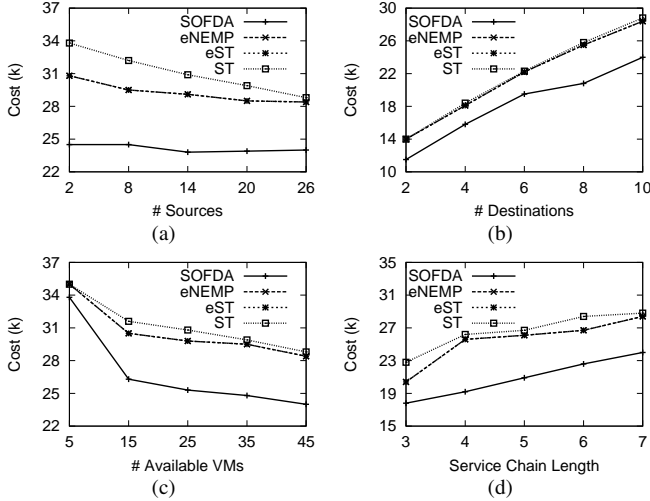 37
34
31
28
25
22
Cost (k)
SOFDA
eNEMP
eST
ST
2
8
14
20
26
# Sources
(a)
30
26
22
18
14
10
Cost (k)
SOFDA
eNEMP
eST
ST
2
4
6
8
10
# Destinations
(b)
37
34
31
28
25
22
Cost (k)
SOFDA
eNEMP
eST
ST
5
15
25
35
45
# Available VMs
(c)
35
31
27
23
19
15
Cost (k)
SOFDA
eNEMP
eST
ST
3
4
5
6
7
Service Chain Length
(d)